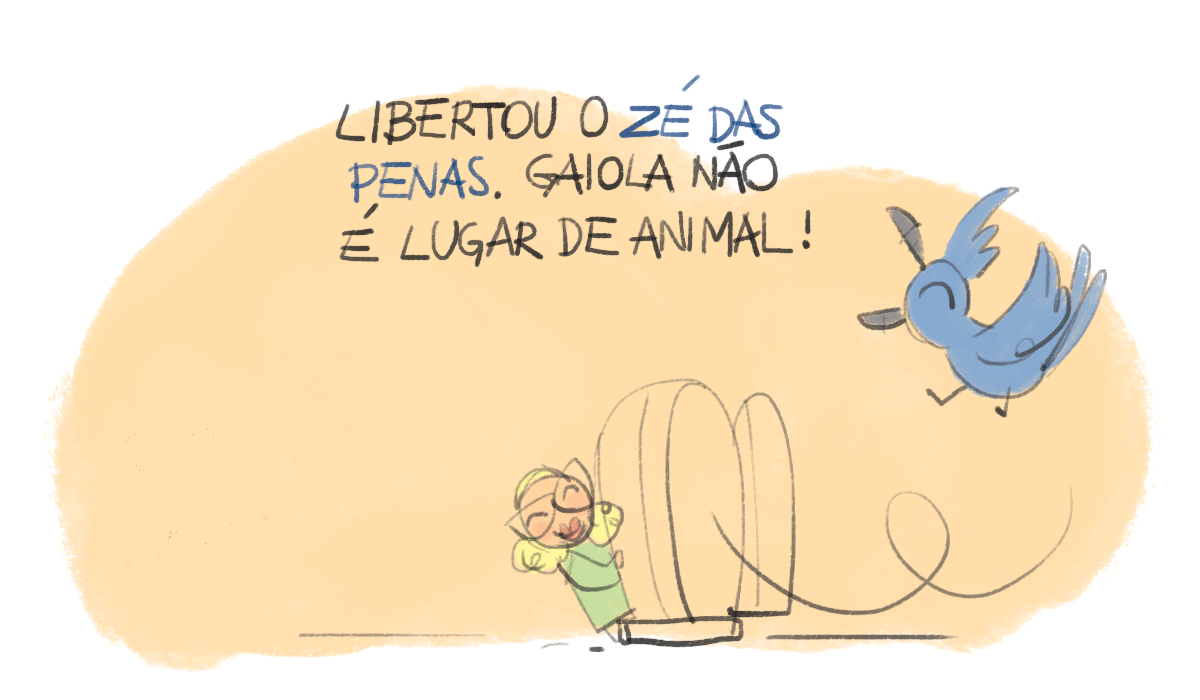 LIBERTOU O ZÉ DAS
PENAS. GAIOLA NÃO
É LUGAR DE ANIMAL!